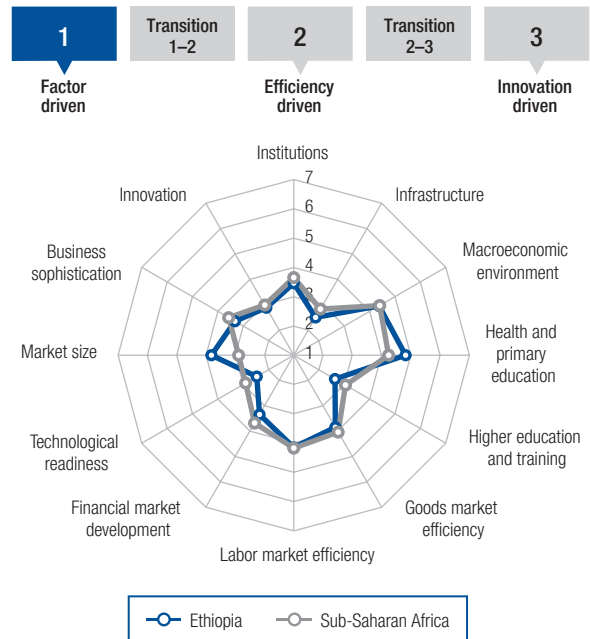 1
Transition
1–2
2
Transition
2–3
3
Factor
driven
Efficiency
driven
Innovation
driven
Institutions
7
Innovation
Infrastructure
6
5
Business
sophistication
Macroeconomic
environment
4
3
2
Market size
1
Health and
primary
education
Technological
readiness
Higher education
and training
Financial market
development
Goods market
efficiency
Labor market efficiency
Ethiopia
Sub-Saharan Africa